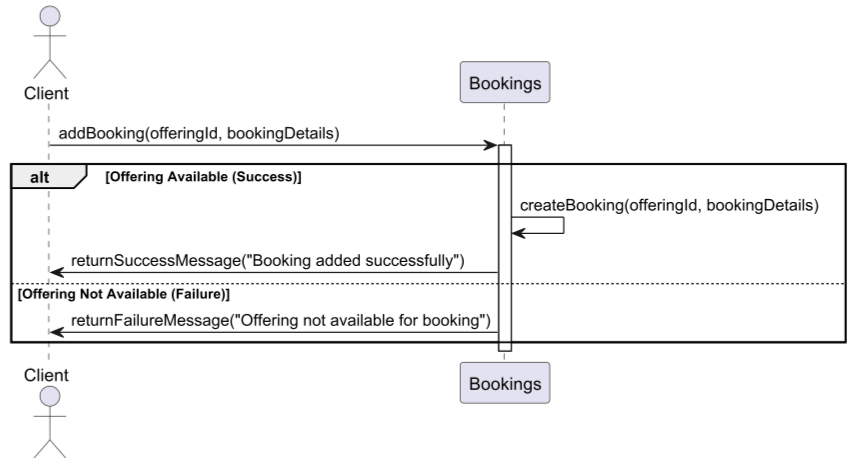 Client
Bookings
addBooking(offeringId, bookingDetails)
alt
[Offering Available (Success)]
createBooking(offeringId, bookingDetails)
returnSuccessMessage("Booking added successfully")
[Offering Not Available (Failure)]
returnFailureMessage("Offering not available for booking")
Client
Bookings